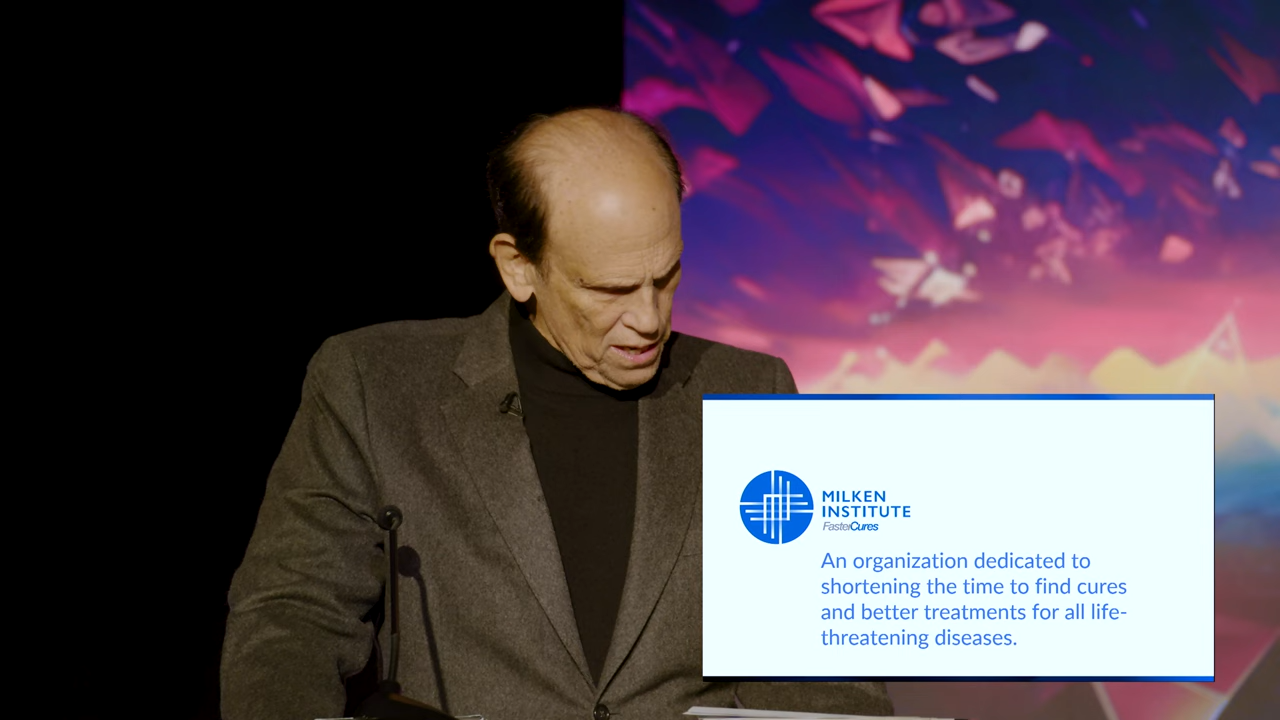 MILKEN
INSTITUTE
FasterCures
An organization dedicated to
shortening the time to find cures
and better treatments for all life-
threatening diseases.